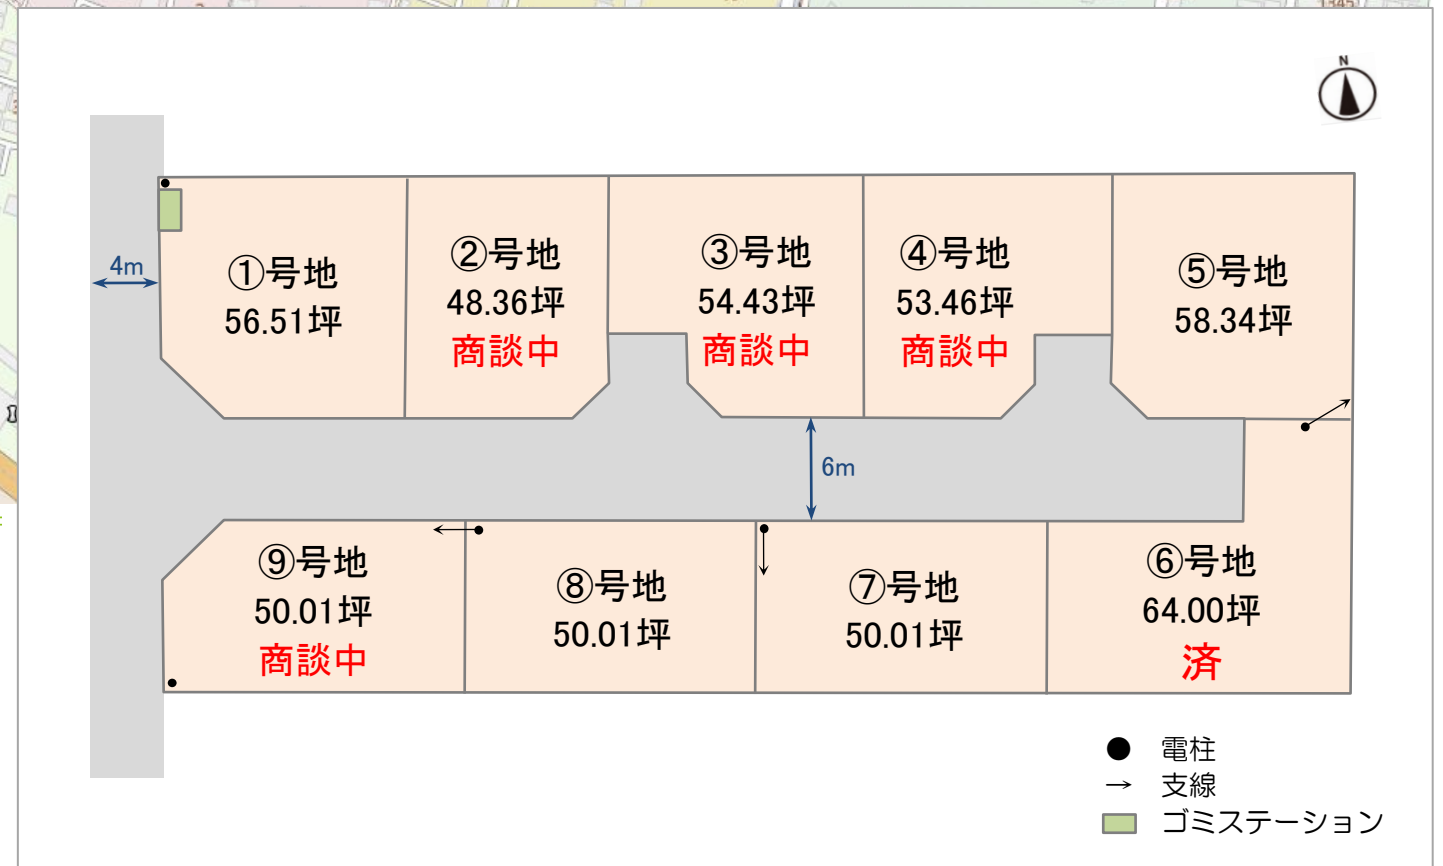 1345
N
4m
①号地
56.51坪
②号地
48.36坪
商談中
③号地
54.43坪
商談中
④号地
53.46坪
商談中
⑤号地
58.34坪
6m
⑨号地
50.01坪
商談中
⑧号地
50.01坪
⑦号地
50.01坪
⑥号地
64.00坪
済
電柱
支線
ゴミステーション